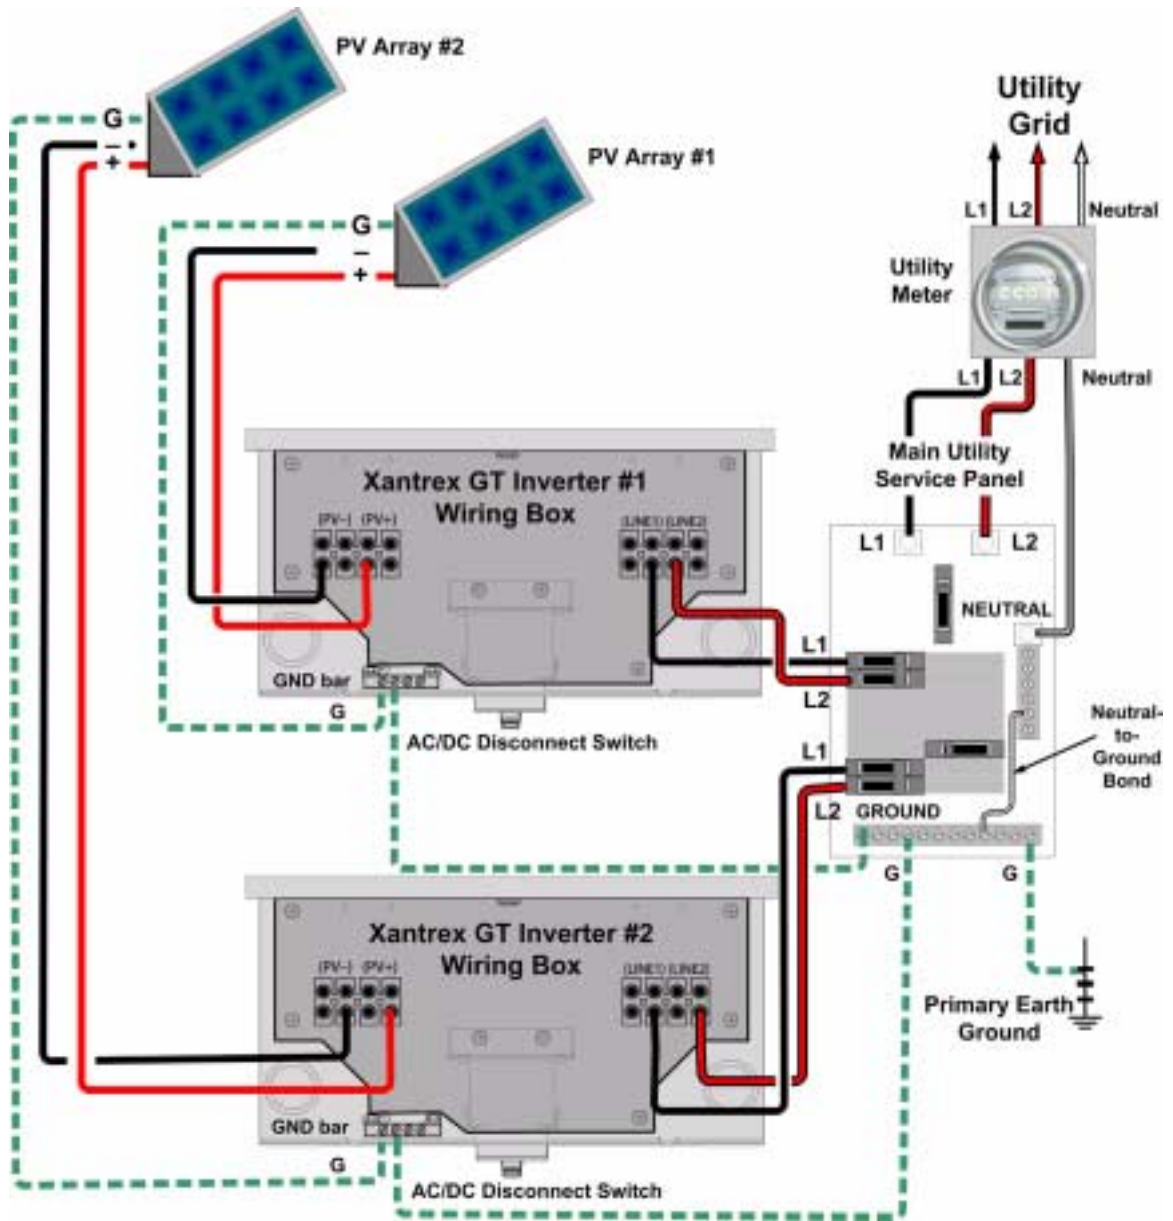 PV Array #2
G
–
+
PV Array #1
G
–
+
Utility
Grid
L1
L2
Neutral
Utility
Meter
L1
L2
Neutral
Main Utility
Service Panel
L1
L2
Xantrex GT Inverter #1
Wiring Box
(PV–) (PV+)
(LINE1) (LINE2)
NEUTRAL
L1
L2
GND bar
G
AC/DC Disconnect Switch
Neutral-
to-
Ground
Bond
L1
L2
GROUND
G
G
Xantrex GT Inverter #2
Wiring Box
(PV–) (PV+)
(LINE1) (LINE2)
Primary Earth
Ground
GND bar
G
AC/DC Disconnect Switch